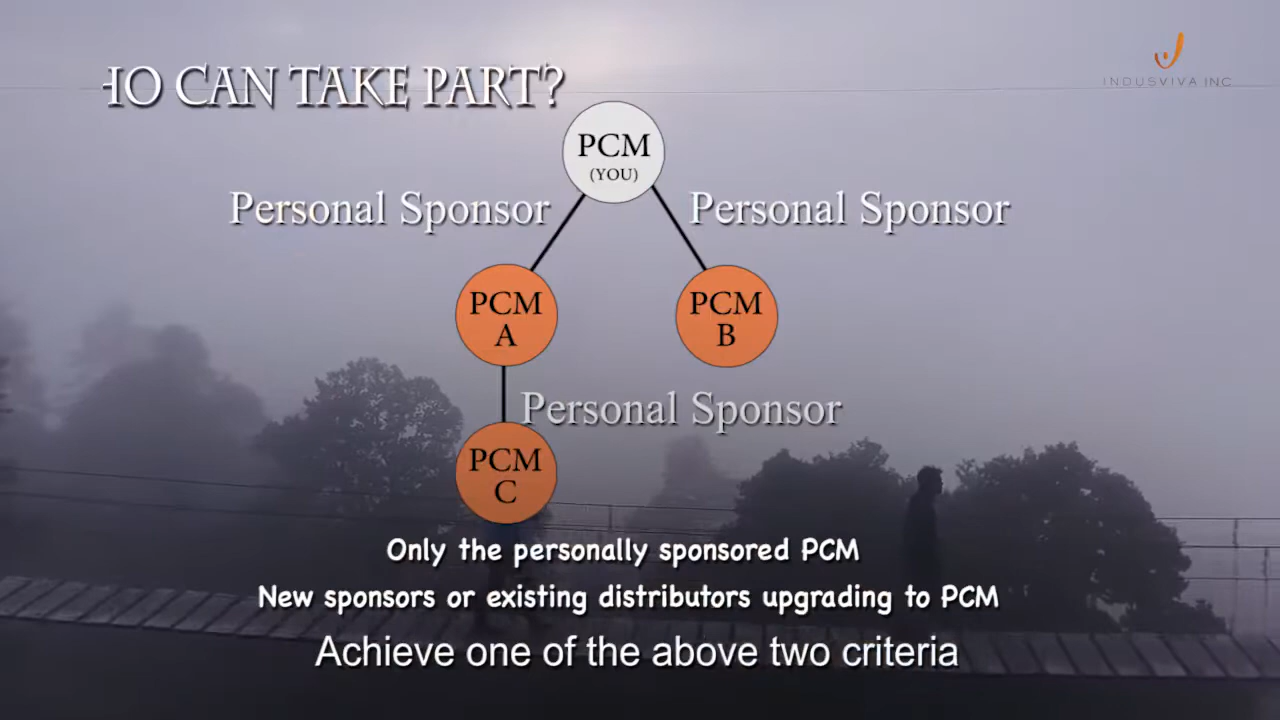 HO CAN TAKE PART?
INDUSVIVA INC
PCM
(YOU)
Personal Sponsor
Personal Sponsor
PCM
A
PCM
B
Personal Sponsor
PCM
C
Only the personally sponsored PCM
New sponsors or existing distributors upgrading to PCM
Achieve one of the above two criteria